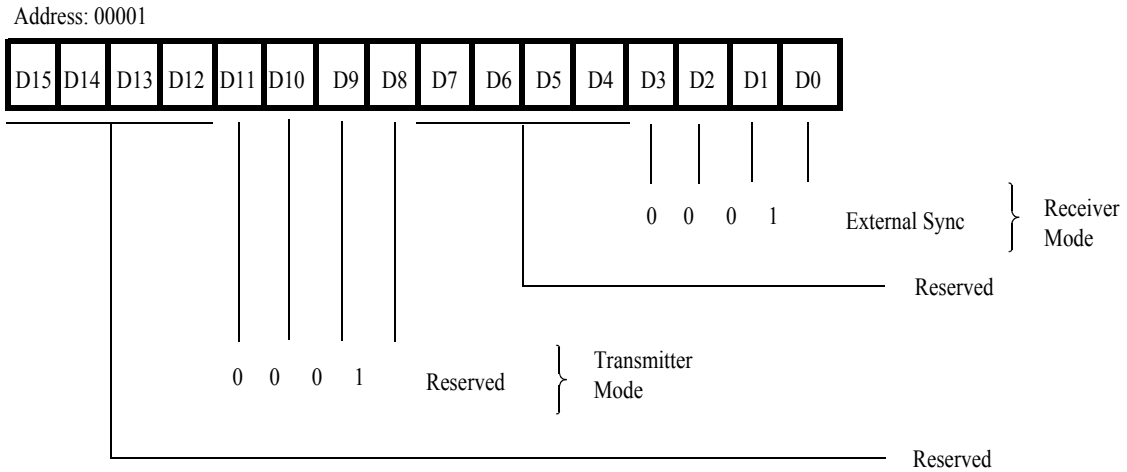 Address: 00001
D15 D14 D13 D12 D11 D10 D9 D8 D7 D6 D5 D4 D3 D2 D1 D0
0 0 0 1 External Sync Receiver
Mode
Reserved
0 0 0 1 Reserved Transmitter
Mode
Reserved